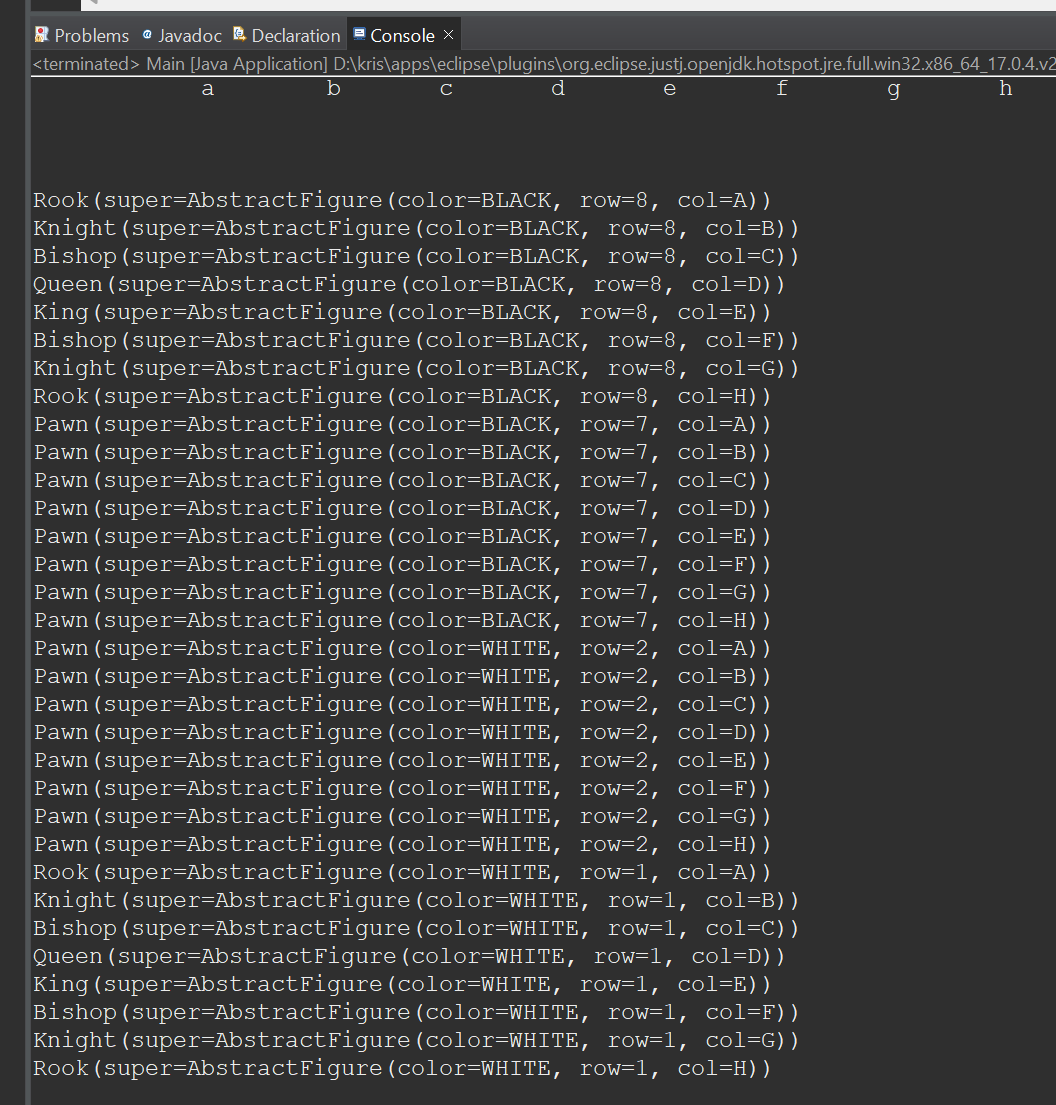 Problems Javadoc Declaration Console
<terminated> Main [Java Application] D:\kris\apps\eclipse\plugins\org.eclipse.justj.openjdk.hotspot.jre.full.win32.x86_64_17.0.4.v2
a b c d e f g h
Rook(super=AbstractFigure(color=BLACK, row=8, col=A))
Knight(super=AbstractFigure(color=BLACK, row=8, col=B))
Bishop(super=AbstractFigure(color=BLACK, row=8, col=C))
Queen(super=AbstractFigure(color=BLACK, row=8, col=D))
King(super=AbstractFigure(color=BLACK, row=8, col=E))
Bishop(super=AbstractFigure(color=BLACK, row=8, col=F))
Knight(super=AbstractFigure(color=BLACK, row=8, col=G))
Rook(super=AbstractFigure(color=BLACK, row=8, col=H))
Pawn(super=AbstractFigure(color=BLACK, row=7, col=A))
Pawn(super=AbstractFigure(color=BLACK, row=7, col=B))
Pawn(super=AbstractFigure(color=BLACK, row=7, col=C))
Pawn(super=AbstractFigure(color=BLACK, row=7, col=D))
Pawn(super=AbstractFigure(color=BLACK, row=7, col=E))
Pawn(super=AbstractFigure(color=BLACK, row=7, col=F))
Pawn(super=AbstractFigure(color=BLACK, row=7, col=G))
Pawn(super=AbstractFigure(color=BLACK, row=7, col=H))
Pawn(super=AbstractFigure(color=WHITE, row=2, col=A))
Pawn(super=AbstractFigure(color=WHITE, row=2, col=B))
Pawn(super=AbstractFigure(color=WHITE, row=2, col=C))
Pawn(super=AbstractFigure(color=WHITE, row=2, col=D))
Pawn(super=AbstractFigure(color=WHITE, row=2, col=E))
Pawn(super=AbstractFigure(color=WHITE, row=2, col=F))
Pawn(super=AbstractFigure(color=WHITE, row=2, col=G))
Pawn(super=AbstractFigure(color=WHITE, row=2, col=H))
Rook(super=AbstractFigure(color=WHITE, row=1, col=A))
Knight(super=AbstractFigure(color=WHITE, row=1, col=B))
Bishop(super=AbstractFigure(color=WHITE, row=1, col=C))
Queen(super=AbstractFigure(color=WHITE, row=1, col=D))
King(super=AbstractFigure(color=WHITE, row=1, col=E))
Bishop(super=AbstractFigure(color=WHITE, row=1, col=F))
Knight(super=AbstractFigure(color=WHITE, row=1, col=G))
Rook(super=AbstractFigure(color=WHITE, row=1, col=H))